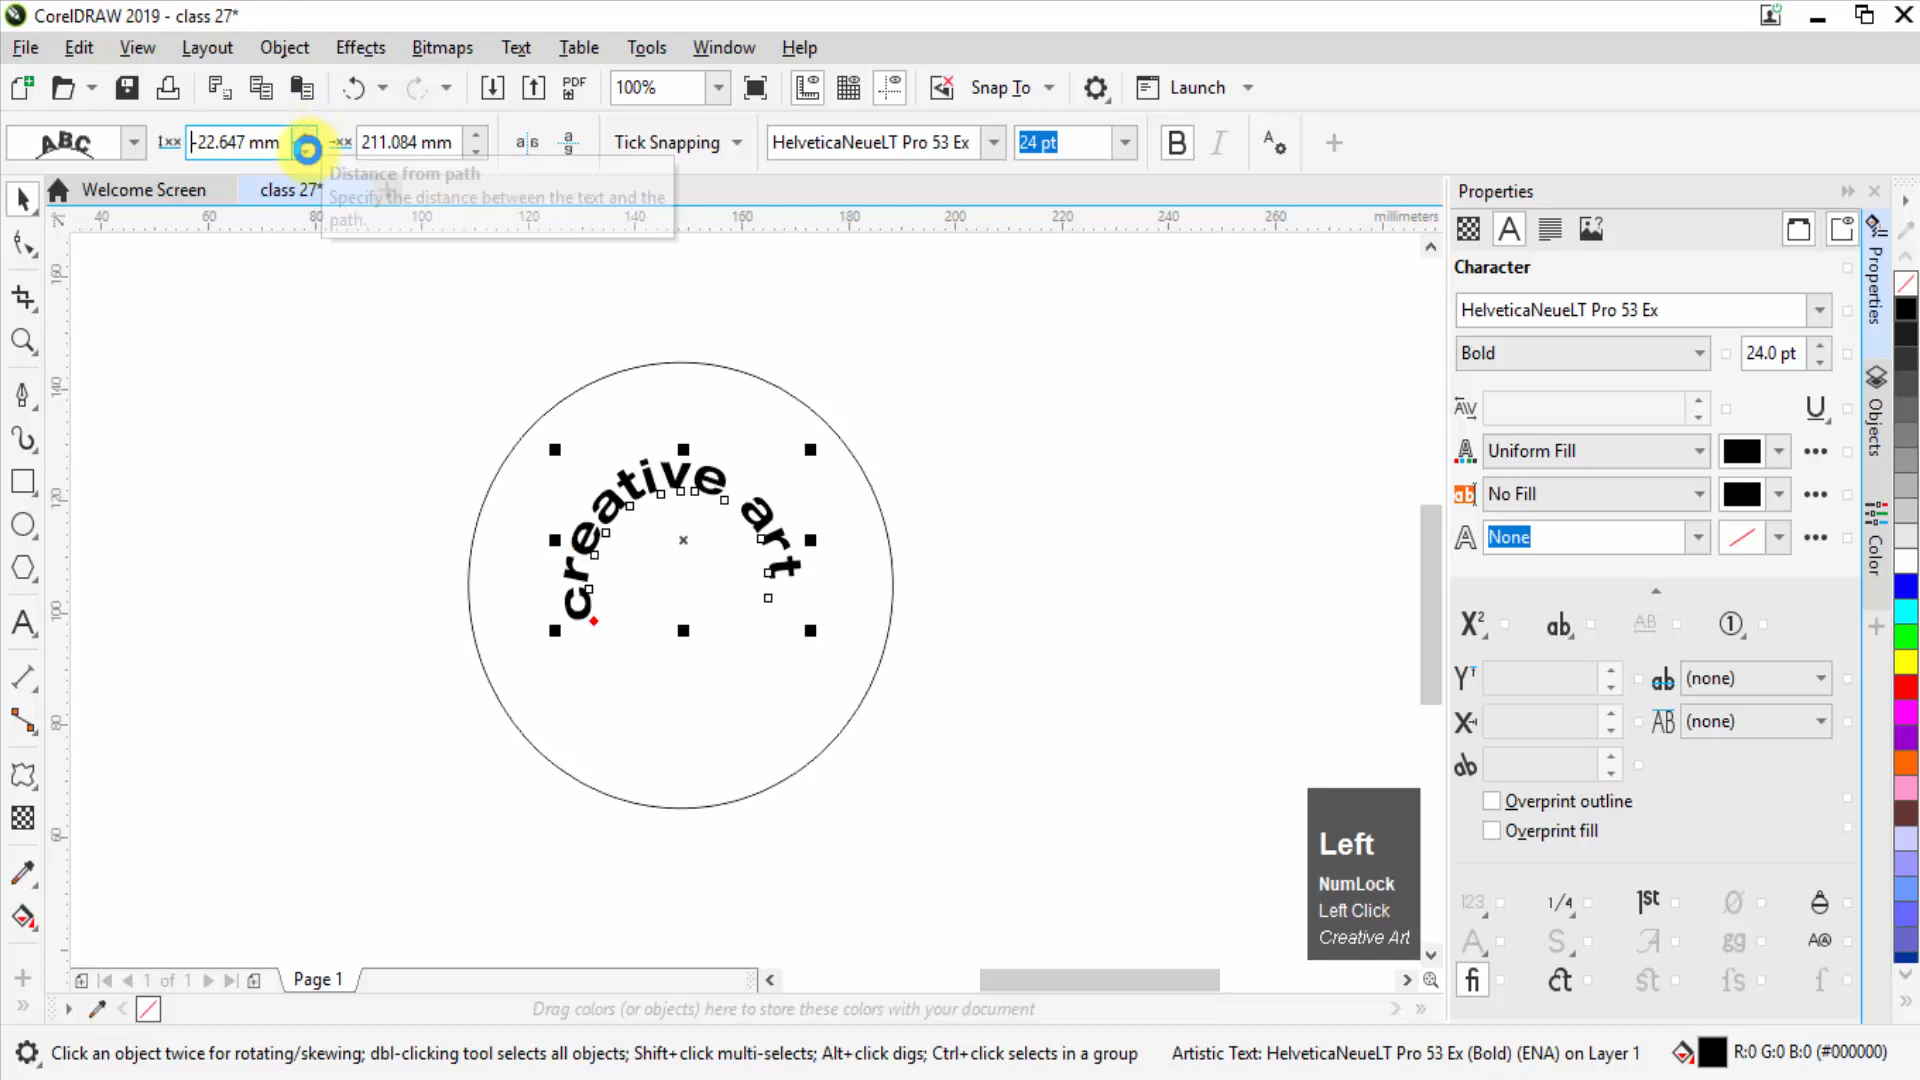 CorelDRAW 2019 - class 27*
File Edit View Layout Object Effects Bitmaps Text Table Tools Window Help
PDF 100% Snap To Launch
ABC -22.647 mm 211.084 mm Tick Snapping HelveticaNeueLT Pro 53 Ex 24 pt B I
Distance from path
Specify the distance between the text and the
path.
Welcome Screen class 27*
40 60 80 100 120 140 160 180 200 220 240 260 millimeters
160
140
120
100
80
60
creative art
Left
NumLock
Left Click
Creative Art
Properties
Character
HelveticaNeueLT Pro 53 Ex
Bold 24.0 pt
Uniform Fill
No Fill
None
X² ab AB 1
ab (none)
AB (none)
ab
Overprint outline
Overprint fill
123 1/4 1st Ø
A S A gg
fi ct st fs f
Properties
Objects
Color
1 of 1 Page 1
Drag colors (or objects) here to store these colors with your document
Click an object twice for rotating/skewing; dbl-clicking tool selects all objects; Shift+click multi-selects; Alt+click digs; Ctrl+click selects in a group
Artistic Text: HelveticaNeueLT Pro 53 Ex (Bold) (ENA) on Layer 1
R:0 G:0 B:0 (#000000)